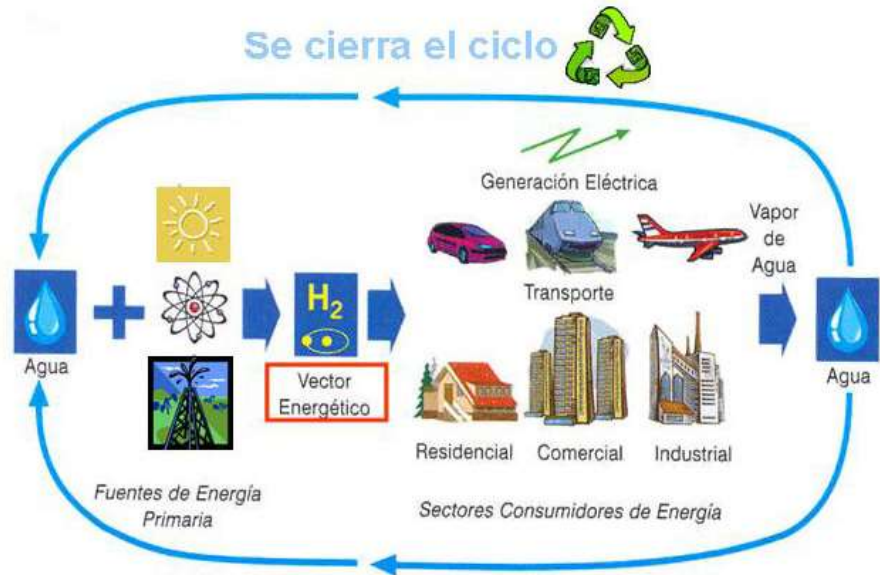 Se cierra el ciclo
Generación Eléctrica
Vapor
de
Agua
Transporte
H2
Agua
Vector
Energético
Agua
Residencial
Comercial
Industrial
Fuentes de Energía
Primaria
Sectores Consumidores de Energía